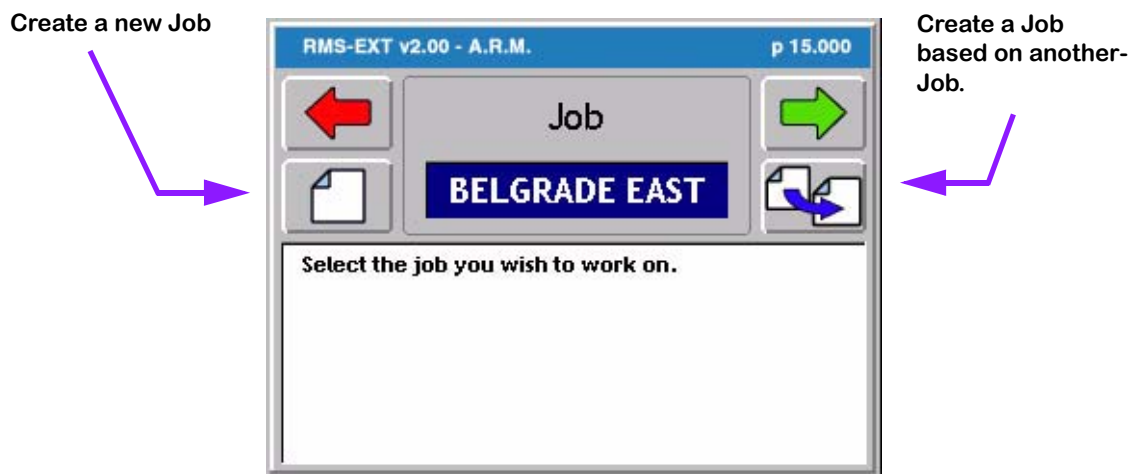 Create a new Job
RMS-EXT v2.00 - A.R.M. p 15.000
Job
BELGRADE EAST
Select the job you wish to work on.
Create a Job
based on another-
Job.